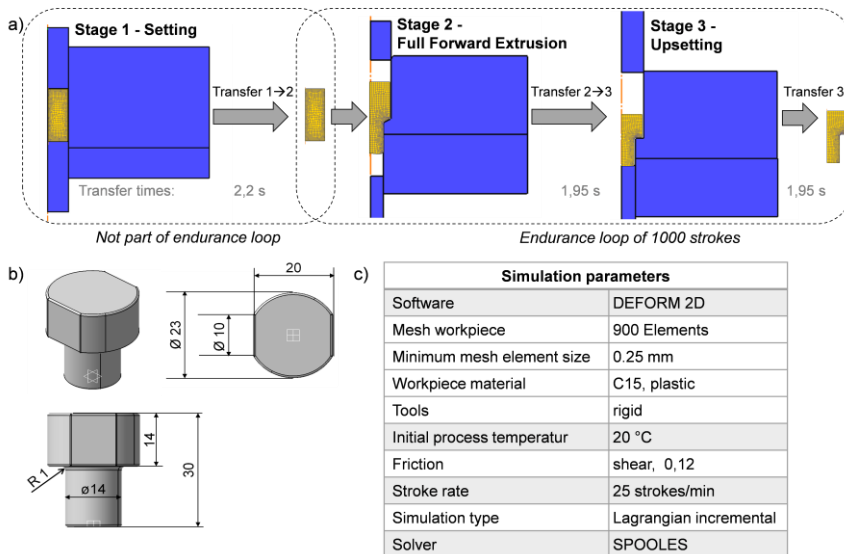 a)
Stage 1 - Setting
Stage 2 -
Full Forward Extrusion
Stage 3 -
Upsetting
Transfer 1→2
Transfer 2→3
Transfer 3
Transfer times:
2,2 s
1,95 s
1,95 s
Not part of endurance loop
Endurance loop of 1000 strokes
b)
20
Ø 23
Ø 10
14
30
R 1
ø14
c)
Simulation parameters
Software DEFORM 2D
Mesh workpiece 900 Elements
Minimum mesh element size 0.25 mm
Workpiece material C15, plastic
Tools rigid
Initial process temperatur 20 °C
Friction shear, 0,12
Stroke rate 25 strokes/min
Simulation type Lagrangian incremental
Solver SPOOLES